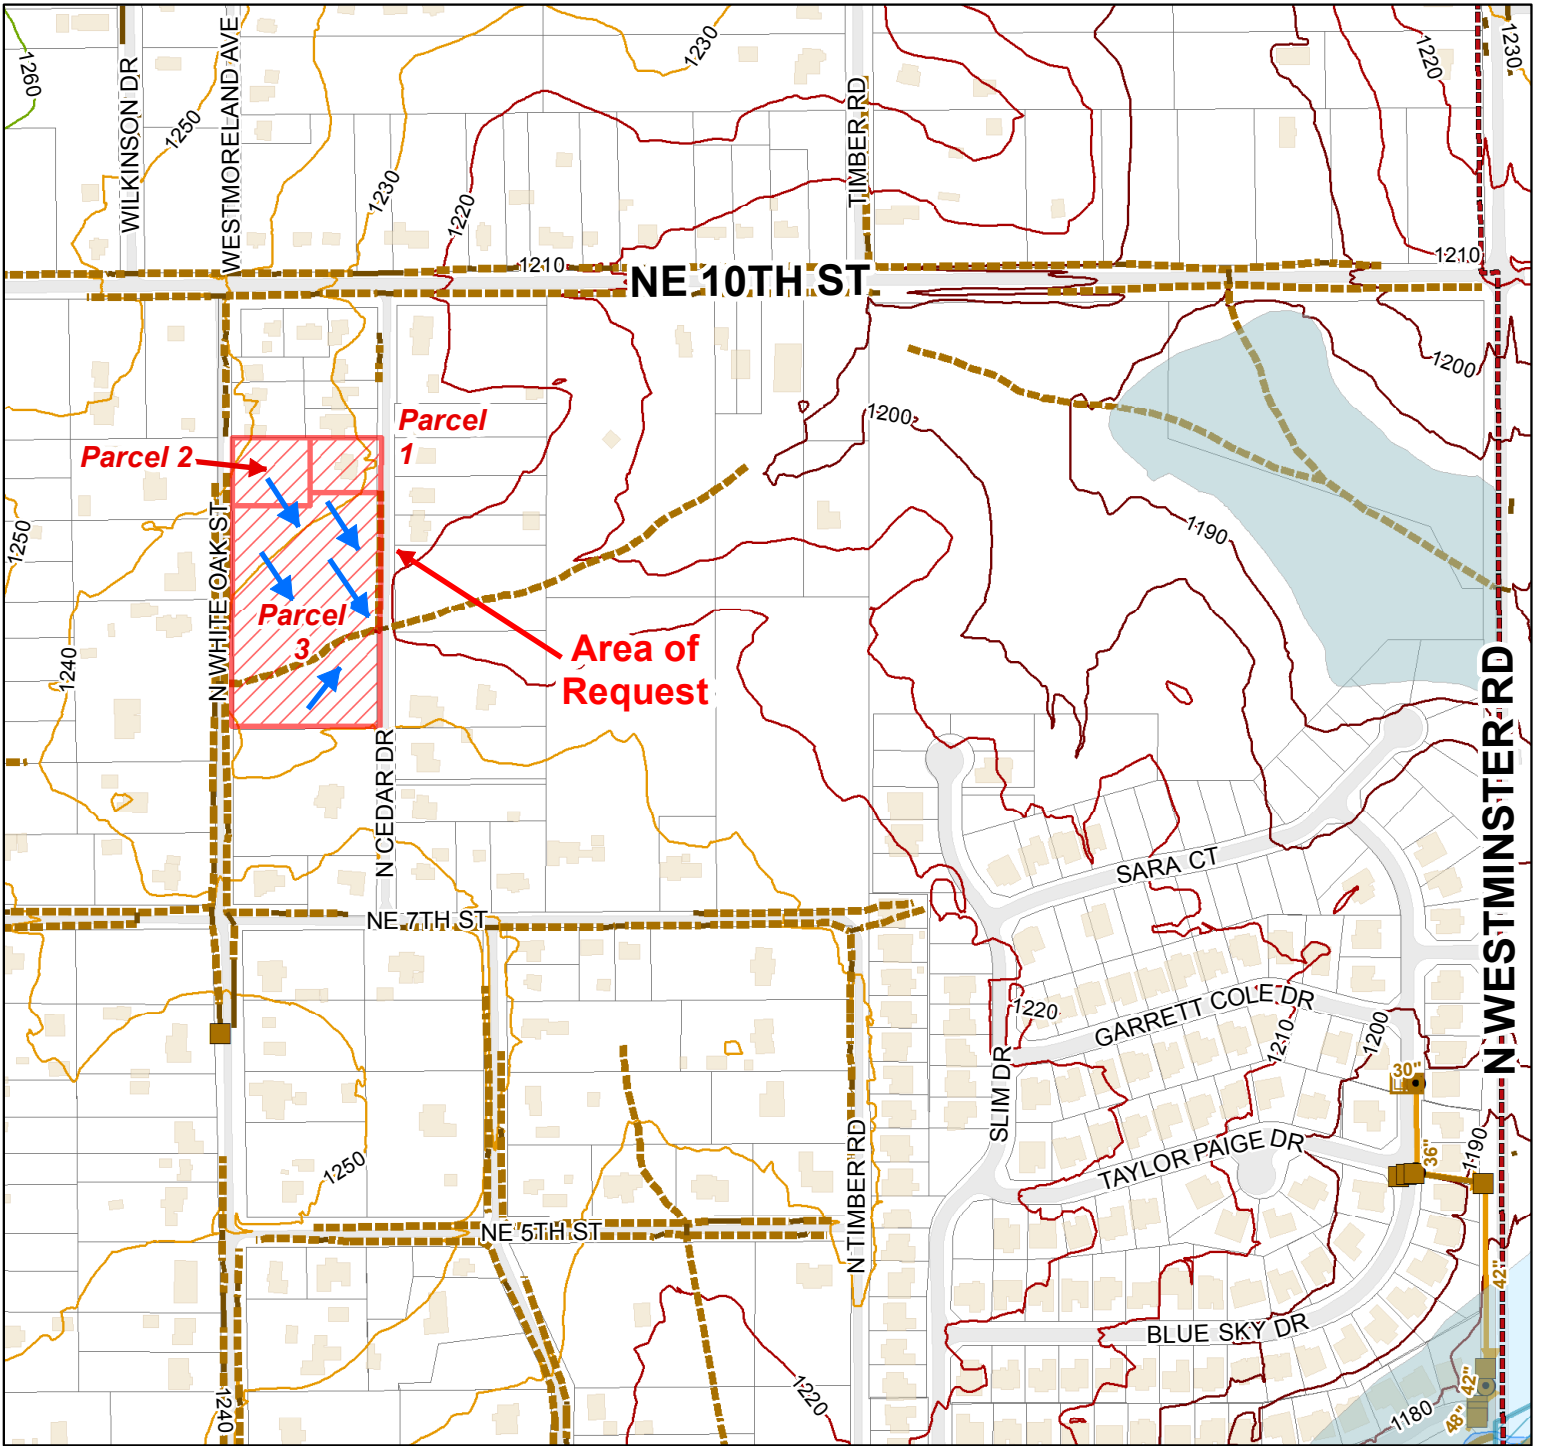 1260
WILKINSON DR
1250
WESTMORELAND AVE
1230
1220
1230
TIMBER RD
1220
1230
1210
NE 10TH ST
1210
Parcel
1
Parcel 2
1200
1200
1190
N WHITE OAK ST
1250
Parcel
3
Area of
Request
1240
N CEDAR DR
N WESTMINSTER RD
SARA CT
NE 7TH ST
1220
GARRETT COLE DR
1210
1200
SLIM DR
30"
36"
1190
TAYLOR PAIGE DR
1250
NE 5TH ST
N TIMBER RD
42"
BLUE SKY DR
1240
1220
42"
48"
1180